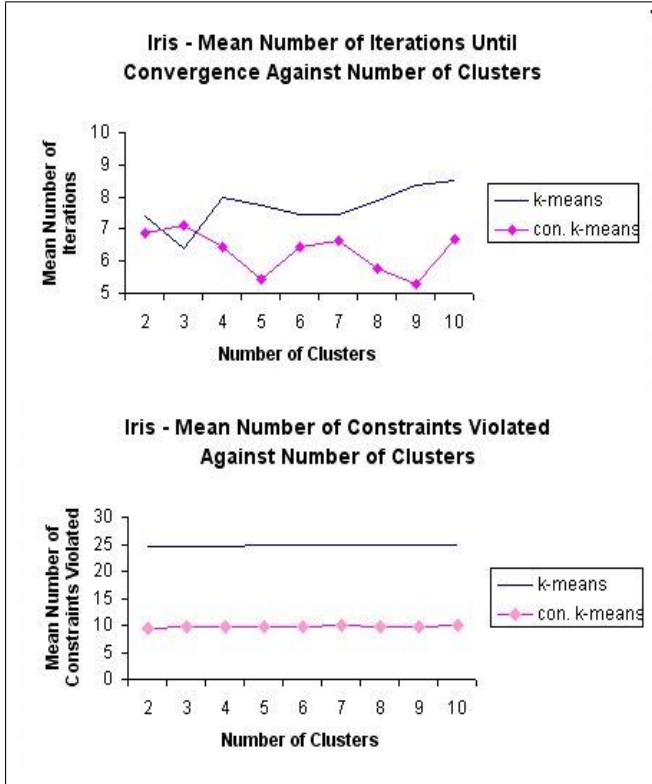 Iris - Mean Number of Iterations Until
Convergence Against Number of Clusters
Mean Number of
Iterations
10
9
8
7
6
5
2 3 4 5 6 7 8 9 10
Number of Clusters
k-means
con. k-means
Iris - Mean Number of Constraints Violated
Against Number of Clusters
Mean Number of
Constraints Violated
30
25
20
15
10
5
0
2 3 4 5 6 7 8 9 10
Number of Clusters
k-means
con. k-means